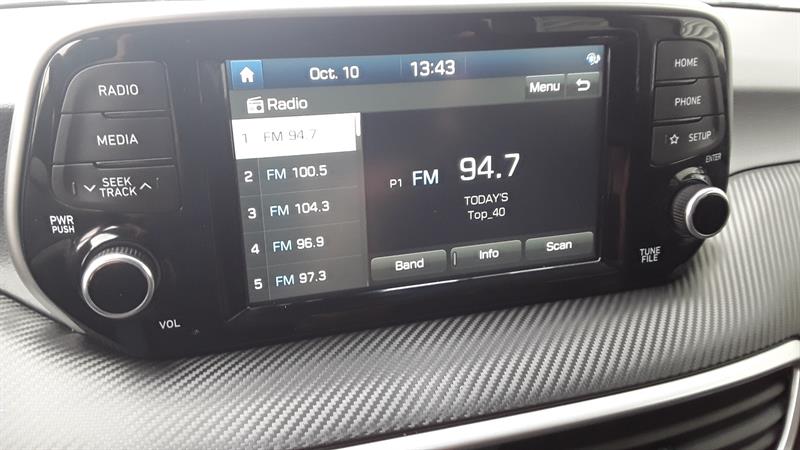 RADIO
MEDIA
SEEK
TRACK
PWR
PUSH
VOL
Oct. 10 13:43
Radio
Menu
1 FM 94.7
2 FM 100.5
3 FM 104.3
4 FM 96.9
5 FM 97.3
P1 FM 94.7
TODAY'S
Top_40
Band Info Scan
HOME
PHONE
SETUP
ENTER
TUNE
FILE